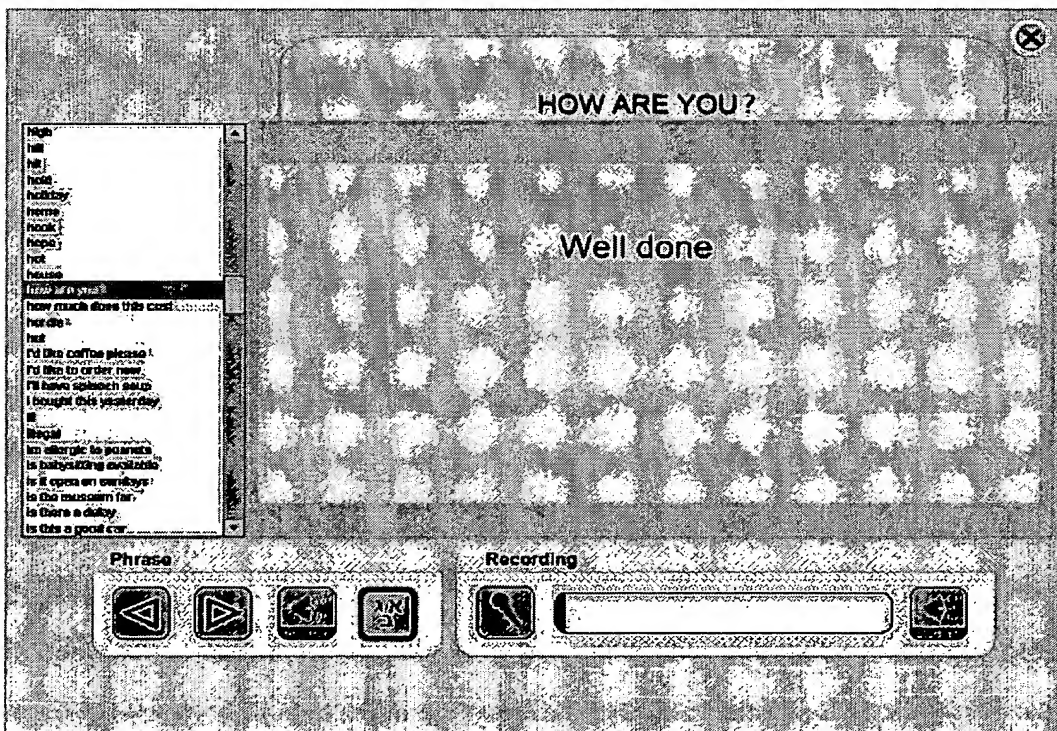 HOW ARE YOU?
high
hill
hit
hold
holiday
home
hook
hope
hot
house
how are you?
how much does this cost
hurdle
hut
I'd like coffee please
I'd like to order now
I'll have spinach soup
I bought this yesterday
ill
illegal
Im allergic to peanuts
is babysitting available
is it open on sundays
is the museum far
is there a delay
is this a good car
Well done
Phrase
אב
Recording